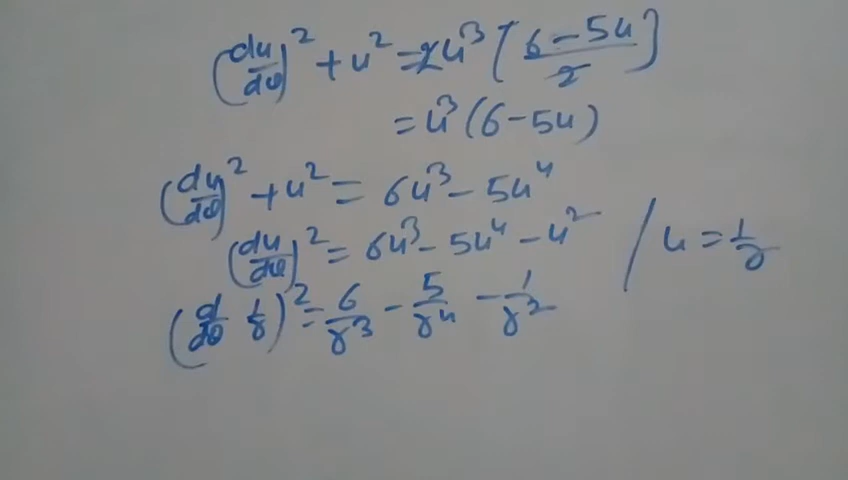 (du/dθ)² + u² = 2u³ [6 - 5u / 2]
= u³ (6 - 5u)
(du/dθ)² + u² = 6u³ - 5u⁴
(du/dθ)² = 6u³ - 5u⁴ - u² / u = 1/r
(d/dθ 1/r)² = 6/r³ - 5/r⁴ - 1/r²